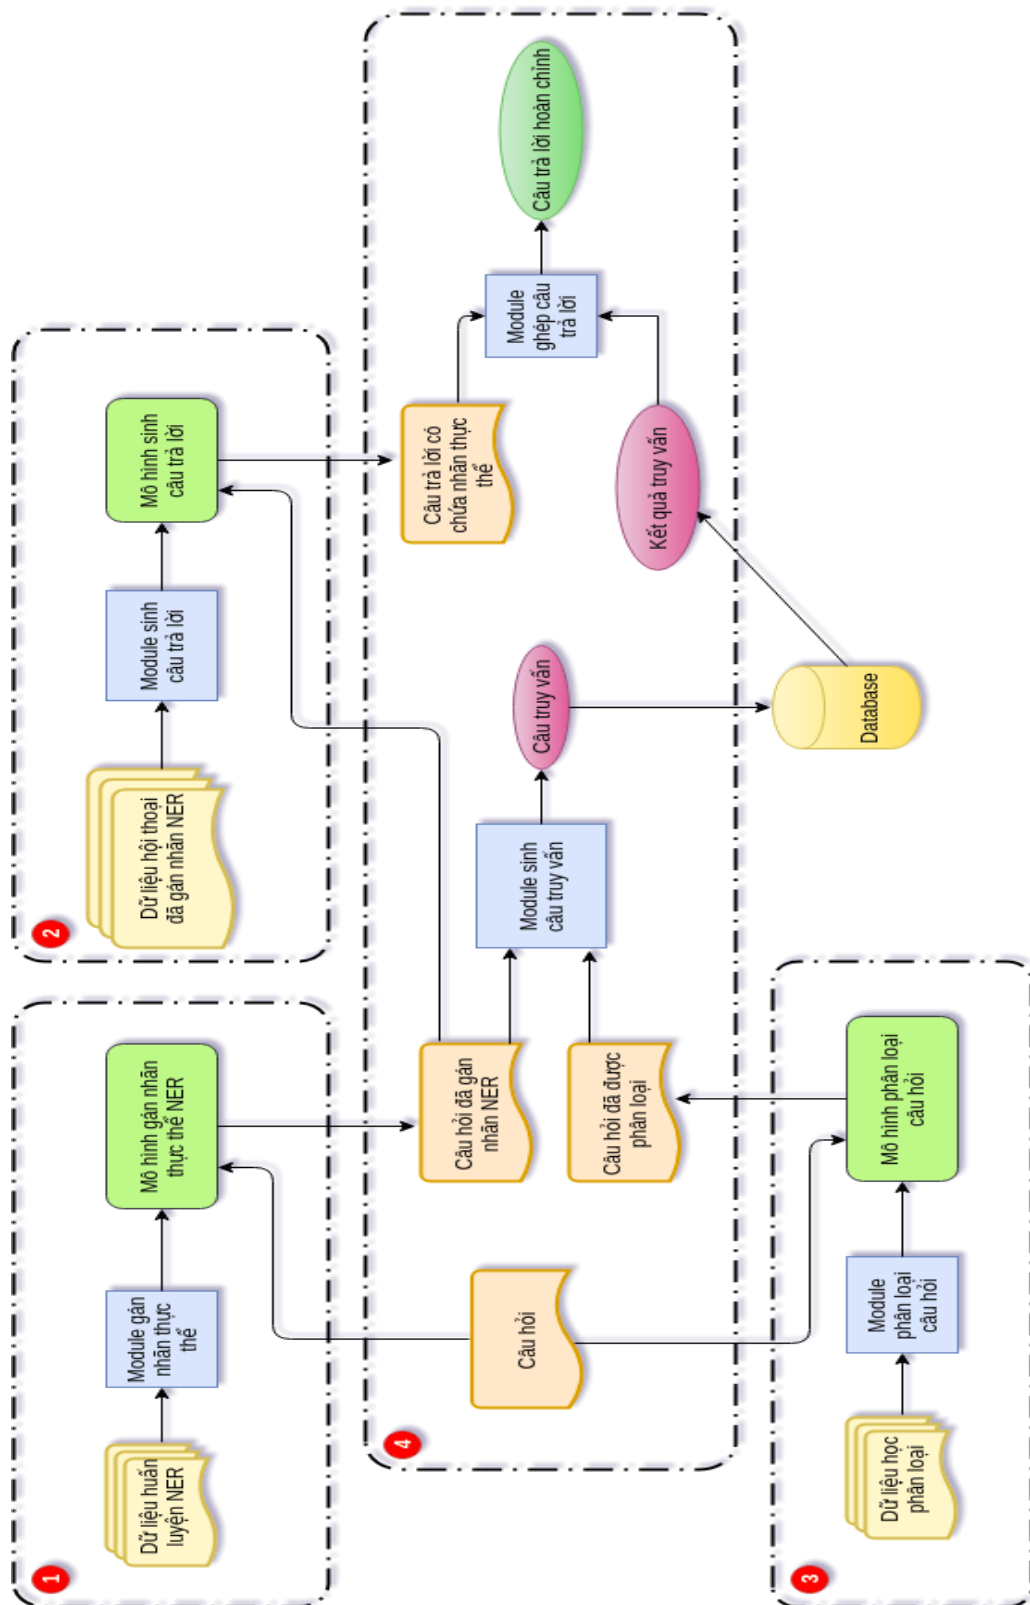 1
Dữ liệu huấn
luyện NER
Module gán
nhãn thực
thể
Mô hình gán nhãn
thực thể NER
2
Dữ liệu hội thoại
đã gán nhãn NER
Module sinh
câu trả lời
Mô hình sinh
câu trả lời
4
Câu hỏi
Câu hỏi đã gán
nhãn NER
Câu hỏi đã được
phân loại
Module sinh
câu truy vấn
Câu truy vấn
Câu trả lời có
chứa nhãn thực
thể
Kết quả truy vấn
Module
ghép câu
trả lời
Câu trả lời hoàn chỉnh
3
Dữ liệu học
phân loại
Module
phân loại
câu hỏi
Mô hình phân loại
câu hỏi
Database